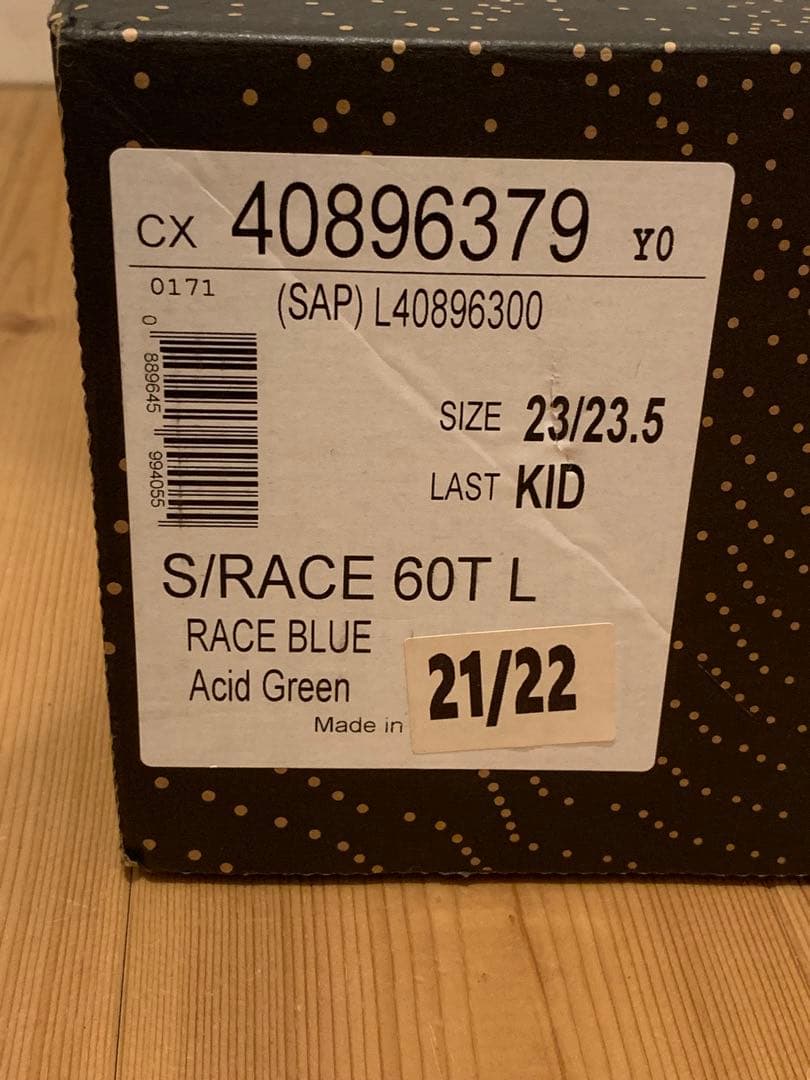 CX 40896379 YO
0171
(SAP) L40896300
0 889645 994055
SIZE 23/23.5
LAST KID
S/RACE 60T L
RACE BLUE
Acid Green
Made in
21/22